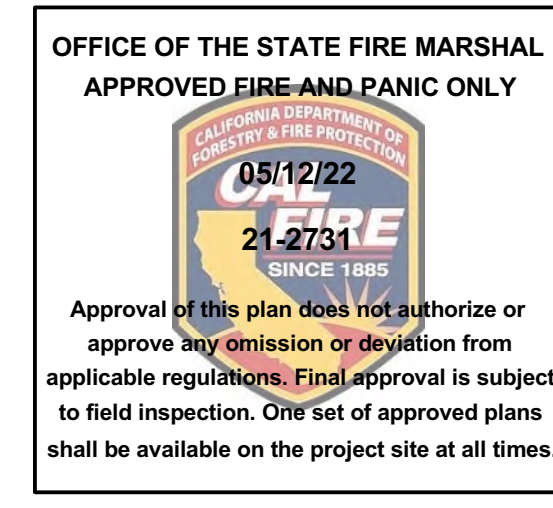 OFFICE OF THE STATE FIRE MARSHAL
APPROVED FIRE AND PANIC ONLY
CALIFORNIA DEPARTMENT OF
FORESTRY & FIRE PROTECTION
05/12/22
CAL
FIRE
21-2731
SINCE 1885
Approval of this plan does not authorize or
approve any omission or deviation from
applicable regulations. Final approval is subject
to field inspection. One set of approved plans
shall be available on the project site at all times.